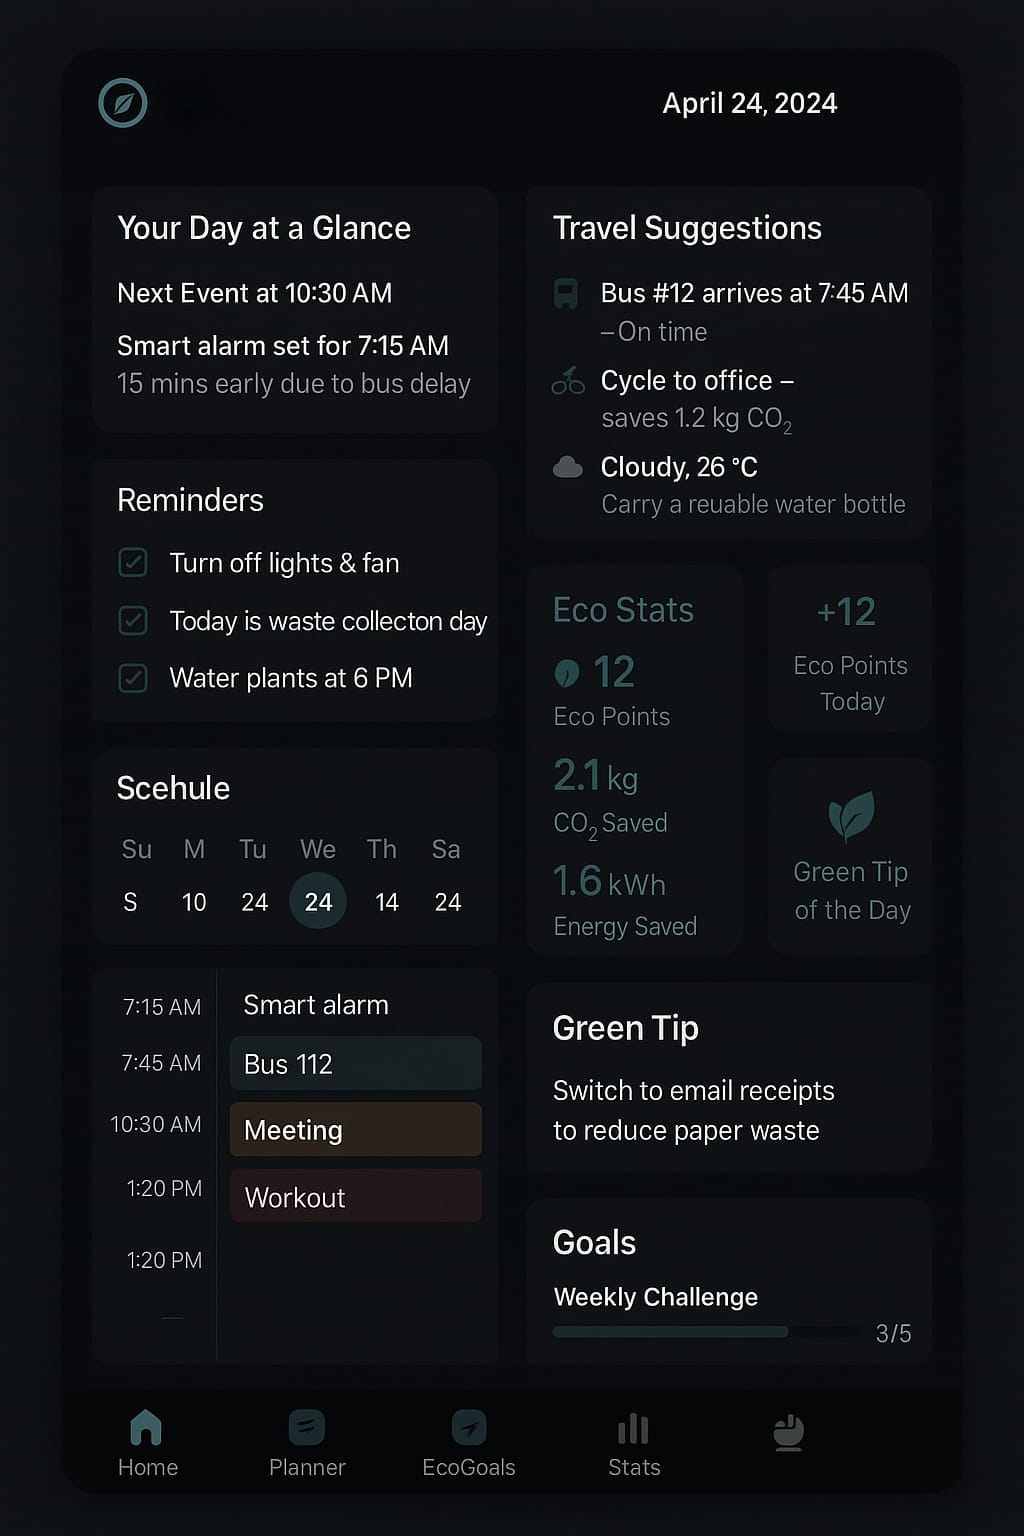 April 24, 2024
Your Day at a Glance
Next Event at 10:30 AM
Smart alarm set for 7:15 AM
15 mins early due to bus delay
Reminders
Turn off lights & fan
Today is waste collecton day
Water plants at 6 PM
Scehule
Su M Tu We Th Sa
S 10 24 24 14 24
7:15 AM Smart alarm
7:45 AM Bus 112
10:30 AM Meeting
1:20 PM Workout
1:20 PM
Travel Suggestions
Bus #12 arrives at 7:45 AM
– On time
Cycle to office –
saves 1.2 kg CO₂
Cloudy, 26 °C
Carry a reuable water bottle
Eco Stats
12
Eco Points
2.1 kg
CO₂ Saved
1.6 kWh
Energy Saved
+12
Eco Points
Today
Green Tip
of the Day
Green Tip
Switch to email receipts
to reduce paper waste
Goals
Weekly Challenge
3/5
Home Planner EcoGoals Stats